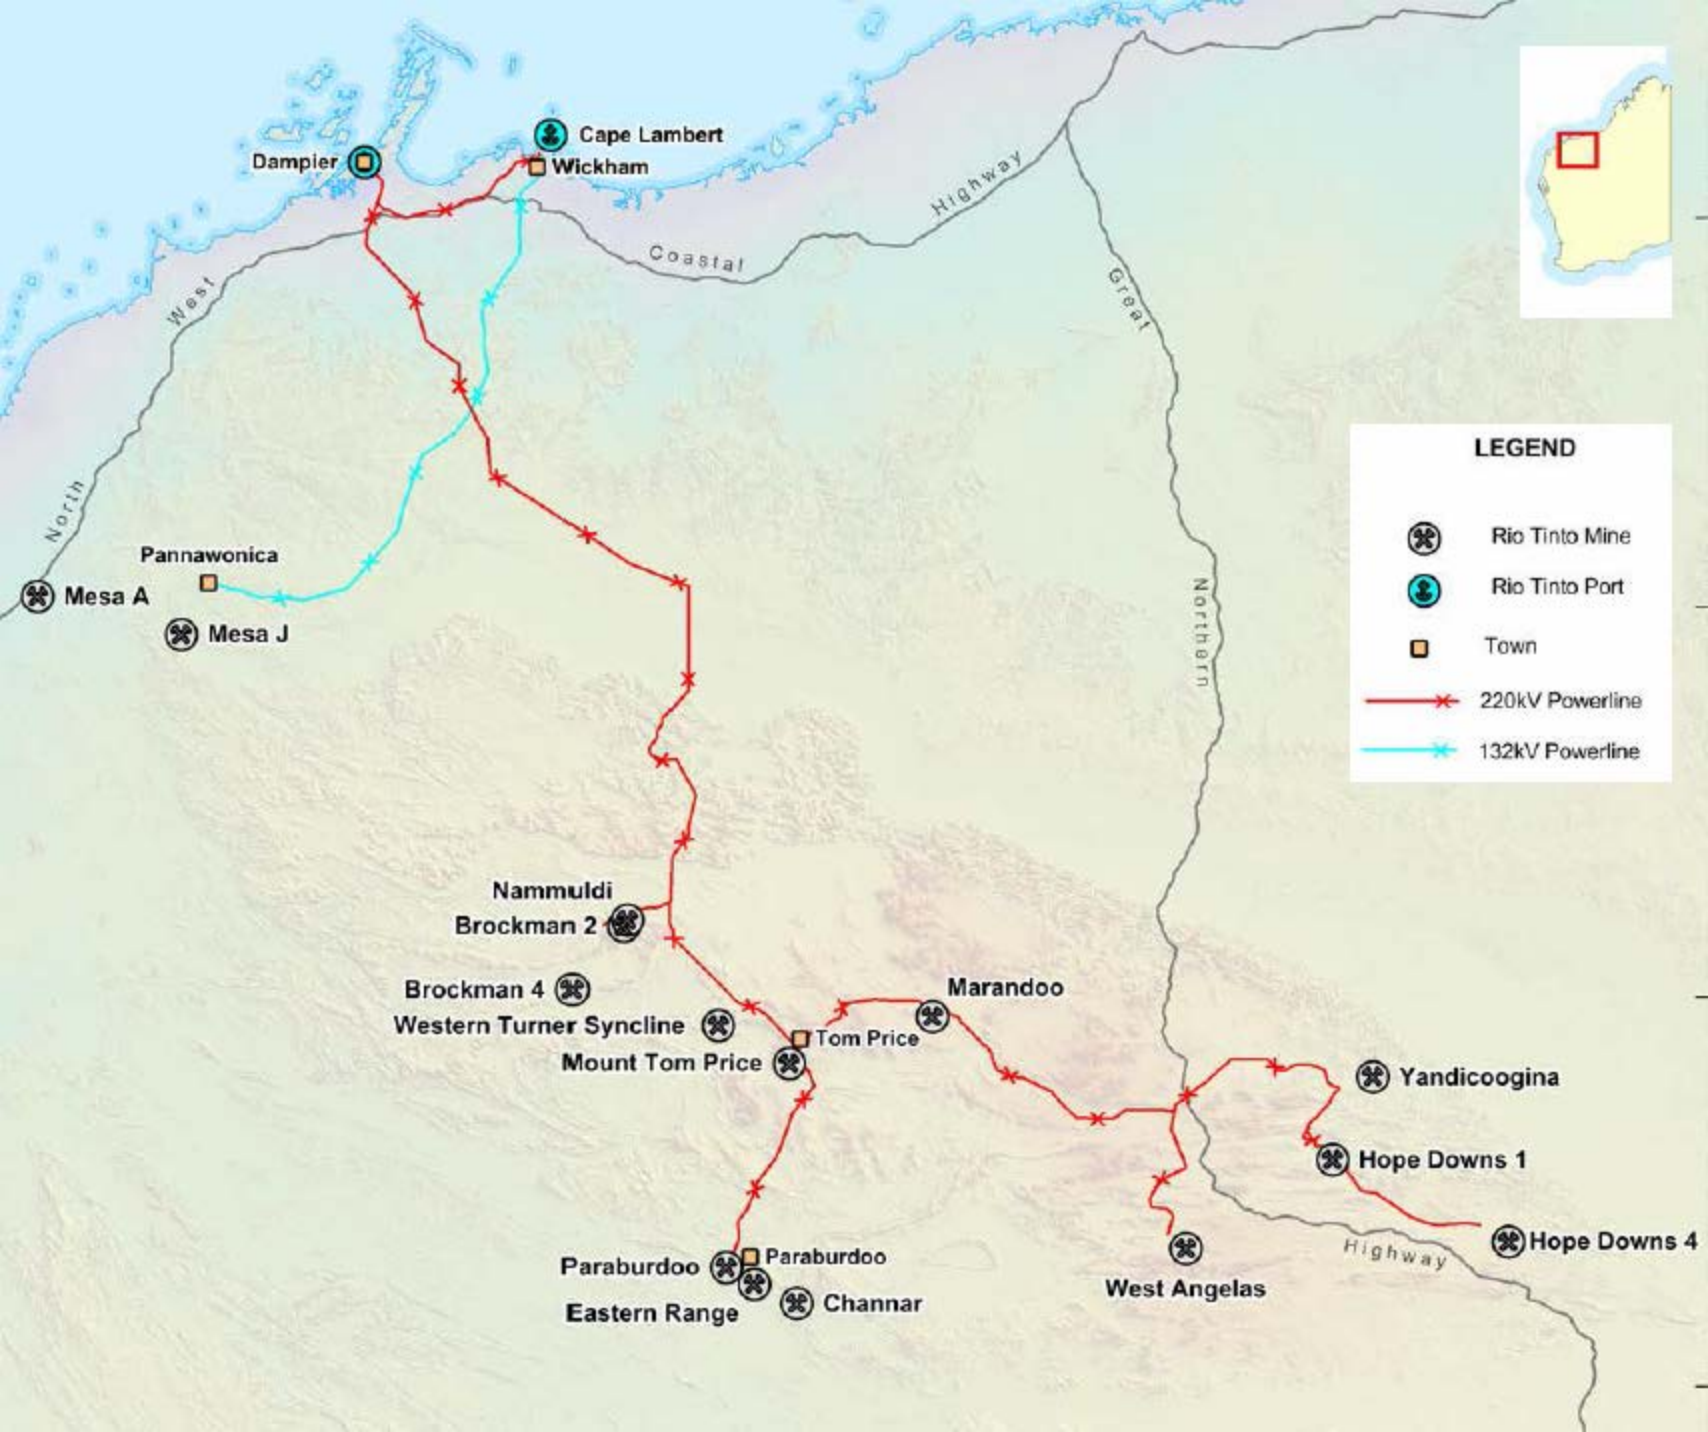 Cape Lambert
Dampier
Wickham
Highway
Coastal
West
Great
North
Northern
Pannawonica
Mesa A
Mesa J
LEGEND
Rio Tinto Mine
Rio Tinto Port
Town
220kV Powerline
132kV Powerline
Nammuldi
Brockman 2
Brockman 4
Marandoo
Western Turner Syncline
Tom Price
Mount Tom Price
Yandicoogina
Hope Downs 1
Hope Downs 4
Highway
West Angelas
Paraburdoo
Paraburdoo
Eastern Range
Channar